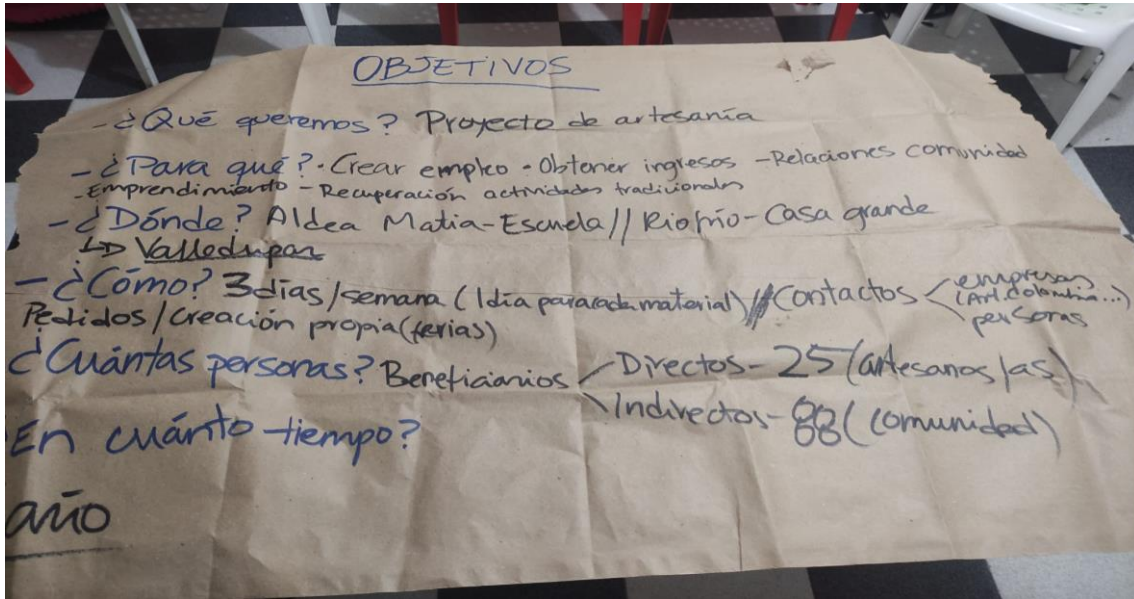 OBJETIVOS
- ¿Qué queremos? Proyecto de artesanía
- ¿Para qué? · Crear empleo · Obtener ingresos - Relaciones comunidad
- Emprendimiento - Recuperación actividades tradicionales
- ¿Dónde? Aldea Matia - Escuela // Riofrío - Casa grande
↳ Valledupar
- ¿Cómo? 3 días/semana (1 día para cada material) // Contactos < empresas (Art. Colombia...) personas
Pedidos / Creación propia (ferias)
¿Cuántas personas? Beneficiarios Directos - 25 (artesanos/as)
Indirectos - 88 (comunidad)
En cuánto tiempo?
año